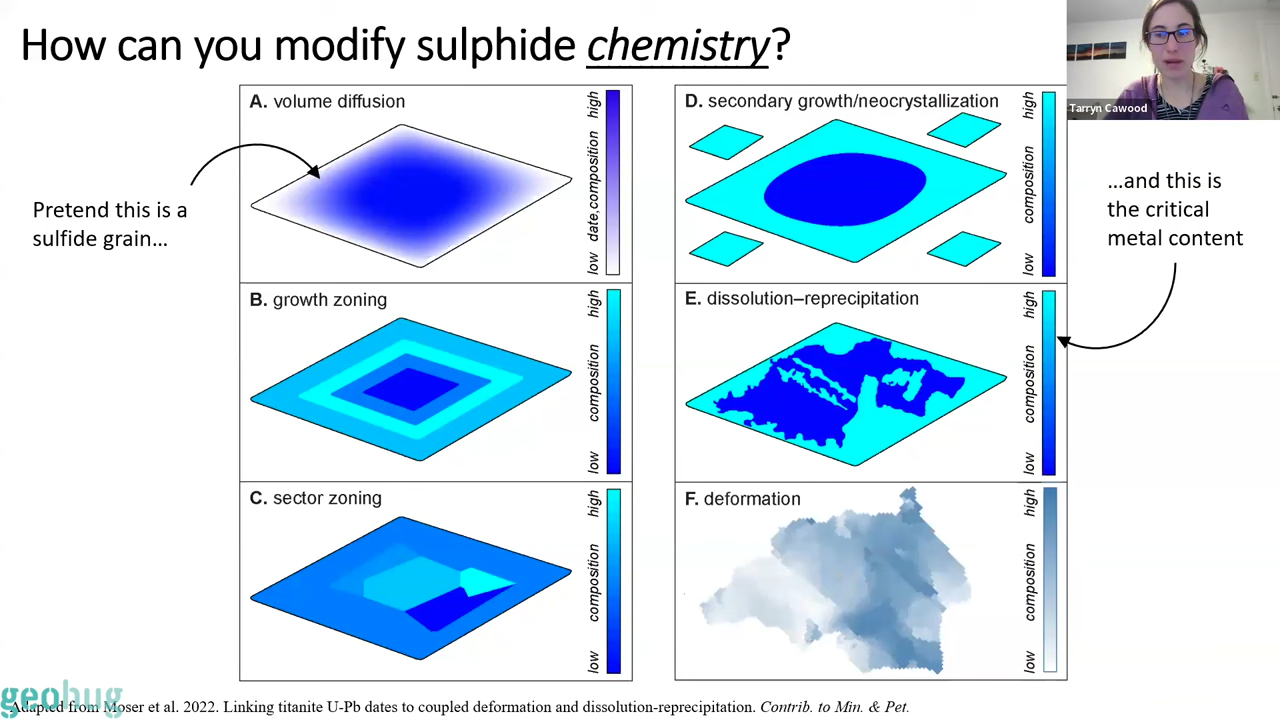 How can you modify sulphide chemistry?
Tarryn Cawood
Pretend this is a
sulfide grain…
A. volume diffusion
high
date, composition
low
B. growth zoning
high
composition
low
C. sector zoning
high
composition
low
D. secondary growth/neocrystallization
high
composition
low
E. dissolution–reprecipitation
high
composition
low
F. deformation
high
composition
low
…and this is
the critical
metal content
geohug
Adapted from Moser et al. 2022. Linking titanite U-Pb dates to coupled deformation and dissolution-reprecipitation. Contrib. to Min. & Pet.